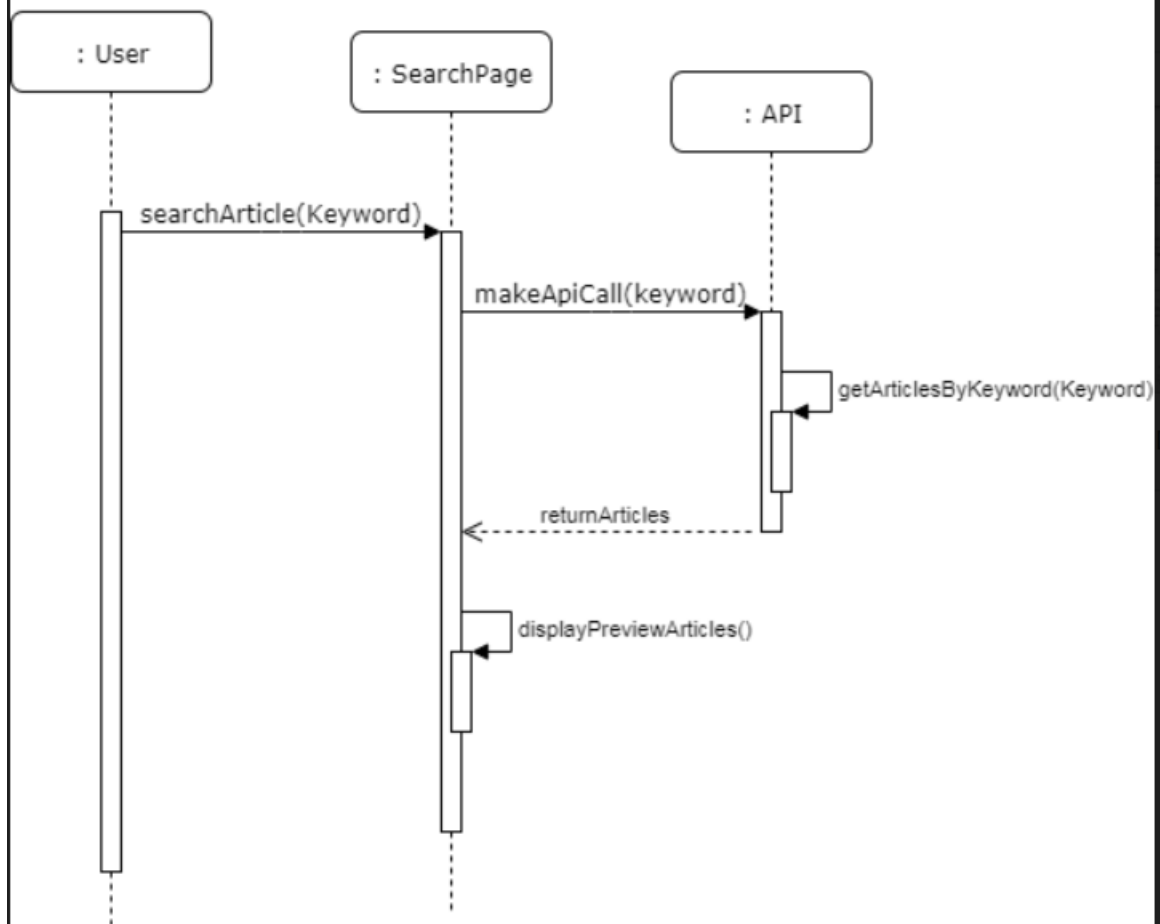 : User
: SearchPage
: API
searchArticle(Keyword)
makeApiCall(keyword)
getArticlesByKeyword(Keyword)
returnArticles
displayPreviewArticles()